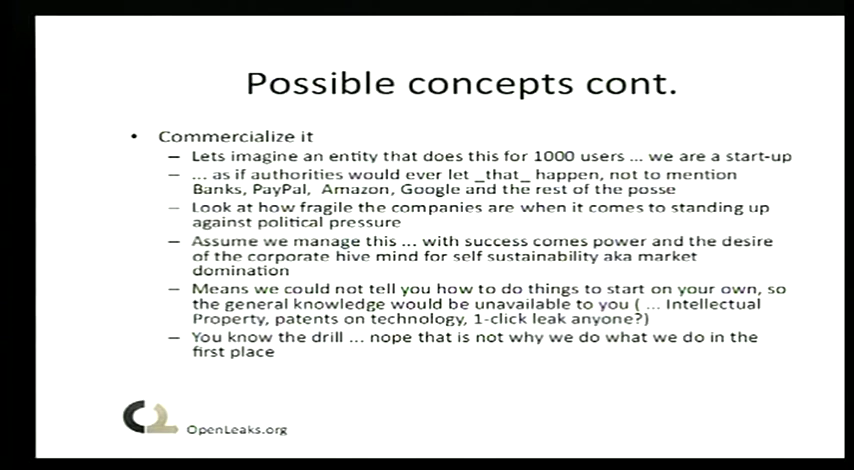 Possible concepts cont.
• Commercialize it
– Lets imagine an entity that does this for 1000 users ... we are a start-up
– ... as if authorities would ever let _that_ happen, not to mention
Banks, PayPal, Amazon, Google and the rest of the posse
– Look at how fragile the companies are when it comes to standing up
against political pressure
– Assume we manage this ... with success comes power and the desire
of the corporate hive mind for self sustainability aka market
domination
– Means we could not tell you how to do things to start on your own, so
the general knowledge would be unavailable to you ( ... Intellectual
Property, patents on technology, 1-click leak anyone?)
– You know the drill ... nope that is not why we do what we do in the
first place
OpenLeaks.org